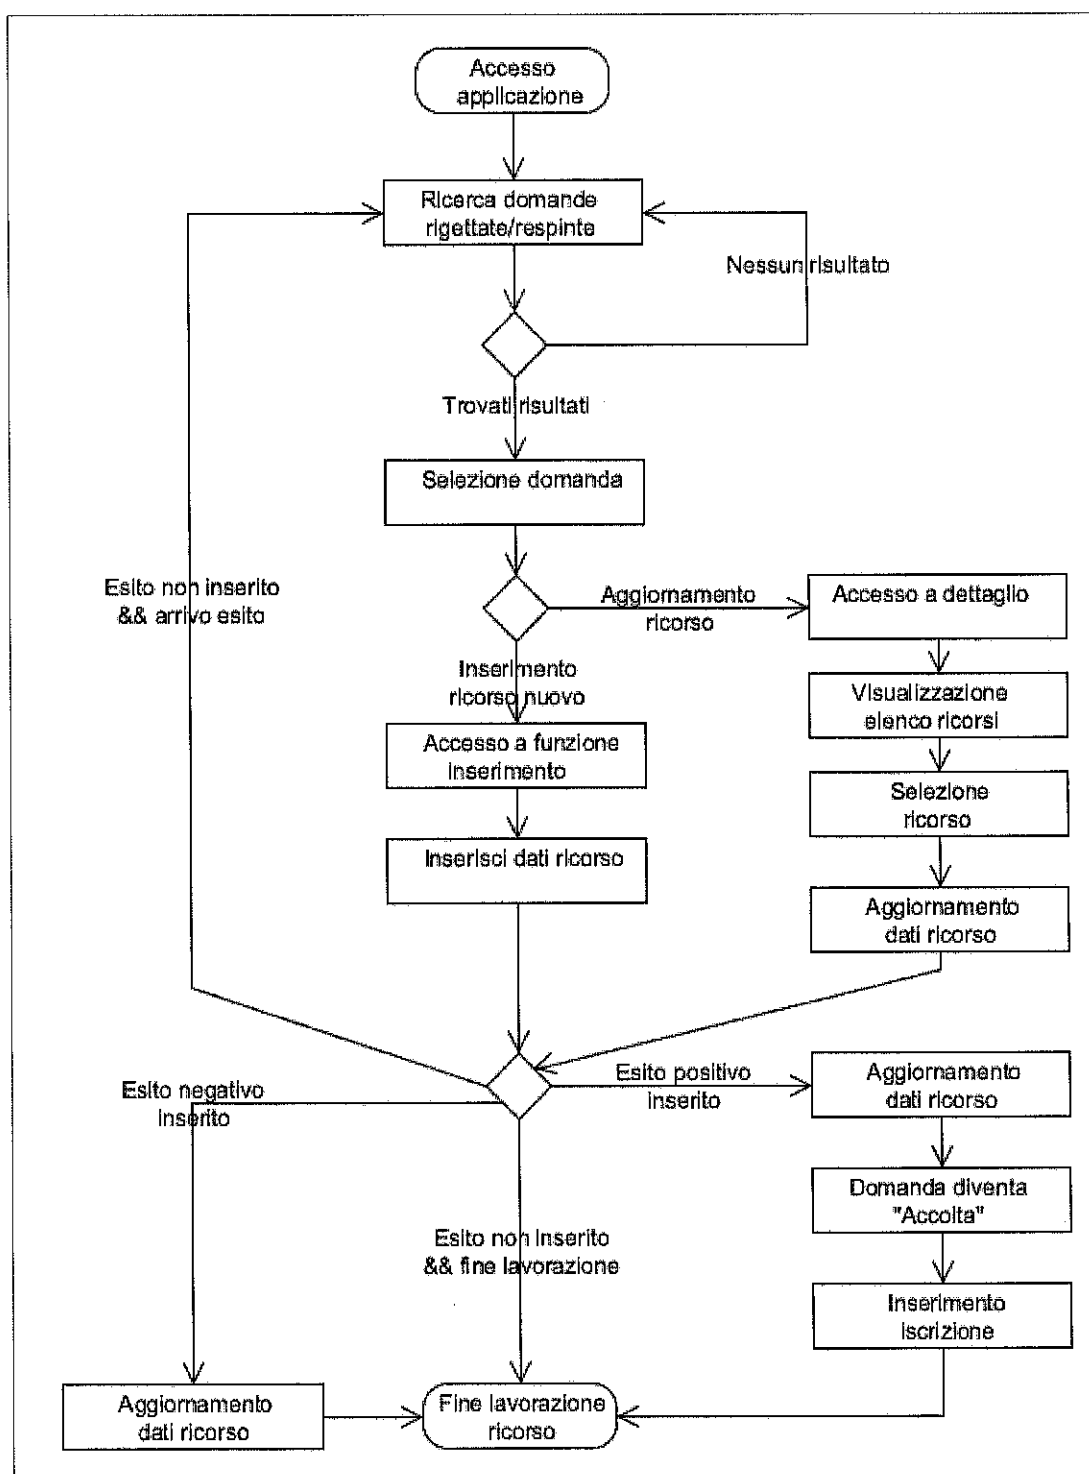 Accesso
applicazione
Ricerca domande
rigettate/respinte
Nessun risultato
Trovati risultati
Selezione domanda
Esito non inserito
&& arrivo esito
Aggiornamento
ricorso
Accesso a dettaglio
Inserimento
ricorso nuovo
Visualizzazione
elenco ricorsi
Accesso a funzione
inserimento
Selezione
ricorso
Inserisci dati ricorso
Aggiornamento
dati ricorso
Esito negativo
inserito
Esito positivo
inserito
Aggiornamento
dati ricorso
Domanda diventa
"Accolta"
Esito non inserito
&& fine lavorazione
Inserimento
iscrizione
Aggiornamento
dati ricorso
Fine lavorazione
ricorso